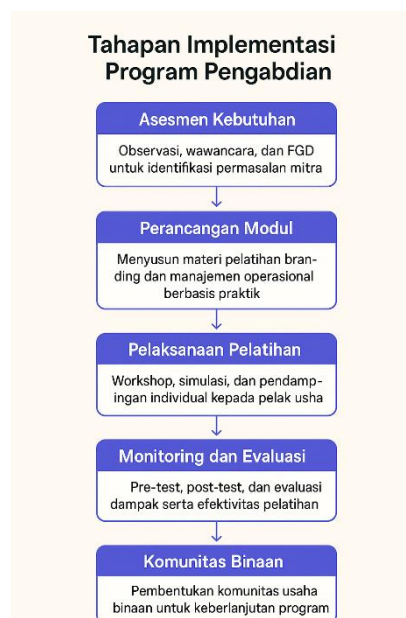 Tahapan Implementasi
Program Pengabdian
Asesmen Kebutuhan
Observasi, wawancara, dan FGD
untuk identifikasi permasalan mitra
Perancangan Modul
Menyusun materi pelatihan bran-
ding dan manajemen operasional
berbasis praktik
Pelaksanaan Pelatihan
Workshop, simulasi, dan pendamp-
ingan individual kepada pelak usha
Monitoring dan Evaluasi
Pre-test, post-test, dan evaluasi
dampak serta efektivitas pelatihan
Komunitas Binaan
Pembentukan komunitas usaha
binaan untuk keberlanjutan program